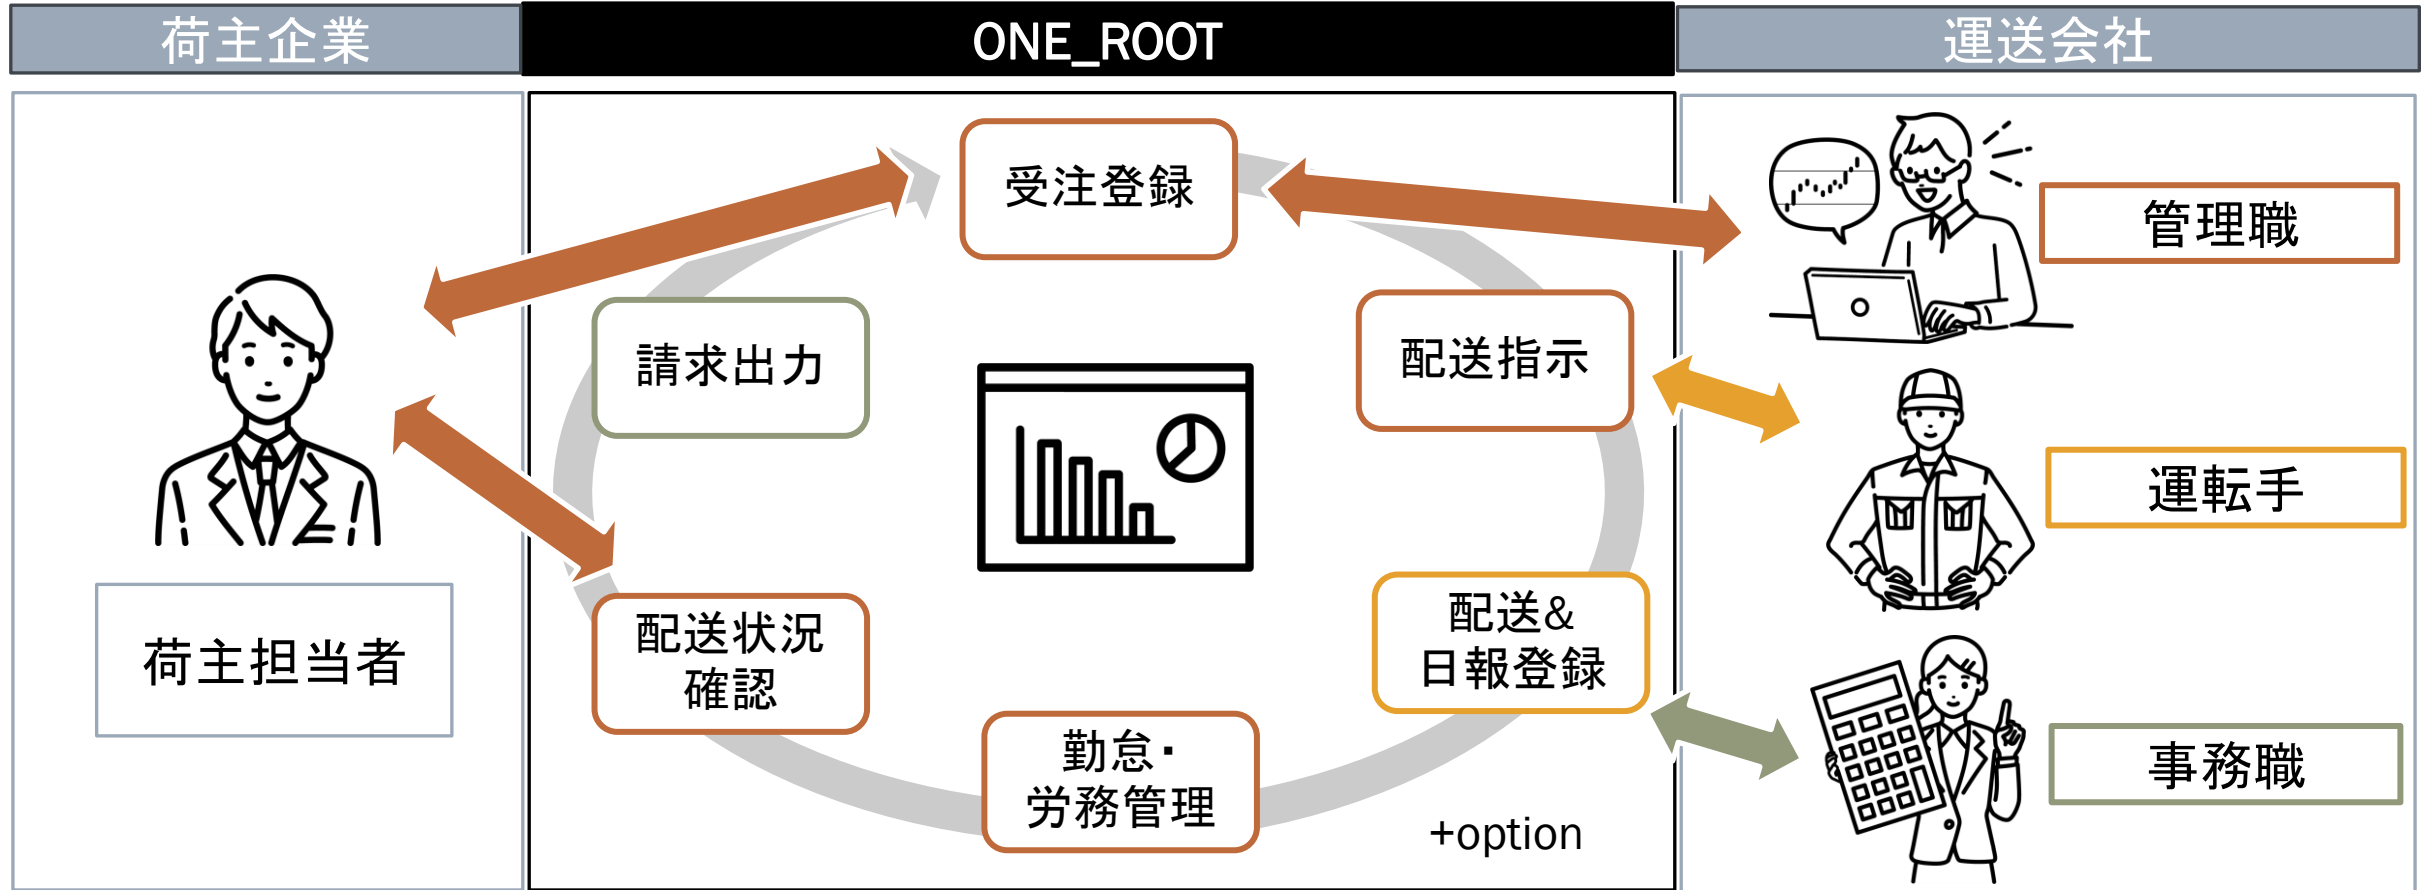 荷主企業
ONE_ROOT
運送会社
受注登録
管理職
請求出力
配送指示
運転手
荷主担当者
配送状況
確認
配送&
日報登録
勤怠・
労務管理
事務職
+option